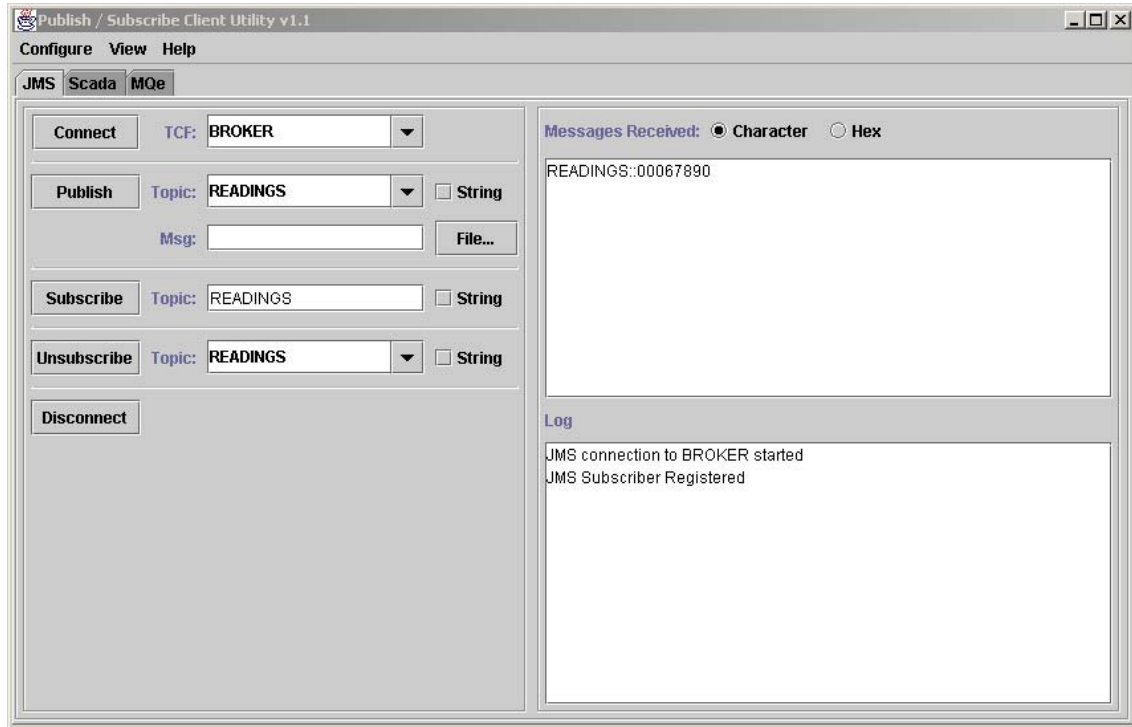 Publish / Subscribe Client Utility v1.1
Configure View Help
JMS Scada MQe
Connect TCF: BROKER
Publish Topic: READINGS String
Msg: File...
Subscribe Topic: READINGS String
Unsubscribe Topic: READINGS String
Disconnect
Messages Received: Character Hex
READINGS::00067890
Log
JMS connection to BROKER started
JMS Subscriber Registered